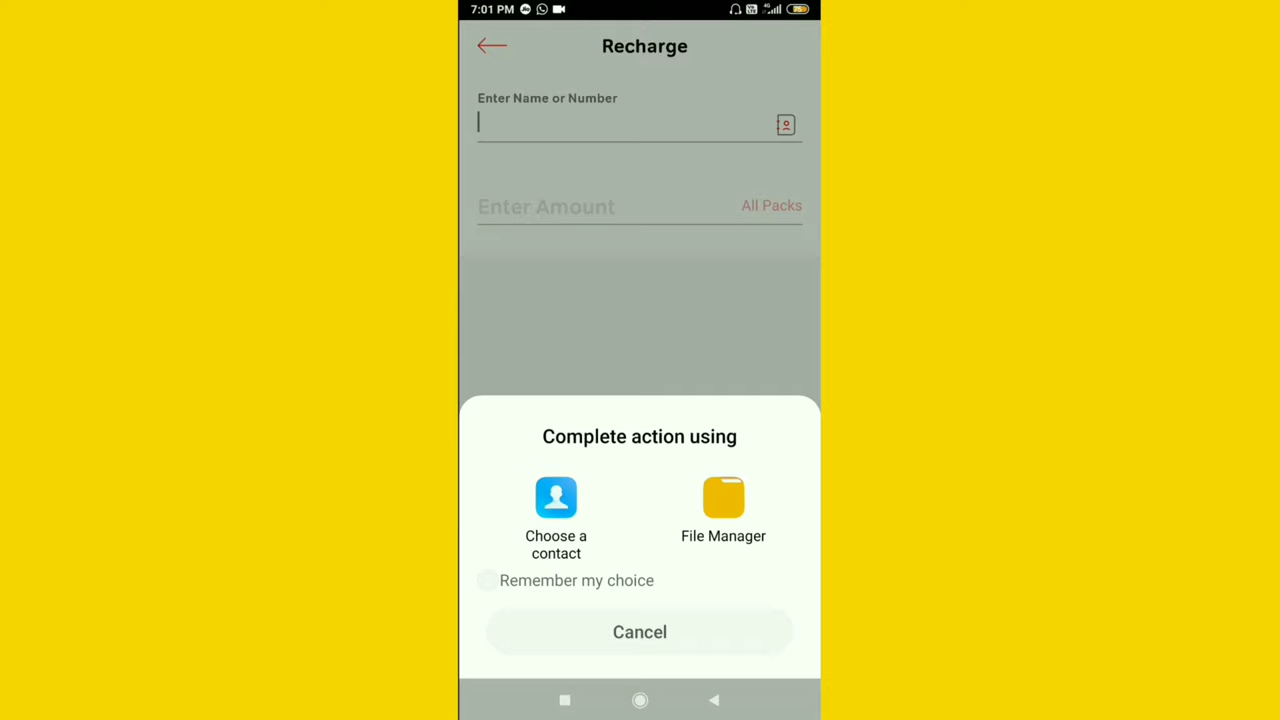 7:01 PM
Recharge
Enter Name or Number
Enter Amount
All Packs
Complete action using
Choose a
contact
File Manager
Remember my choice
Cancel